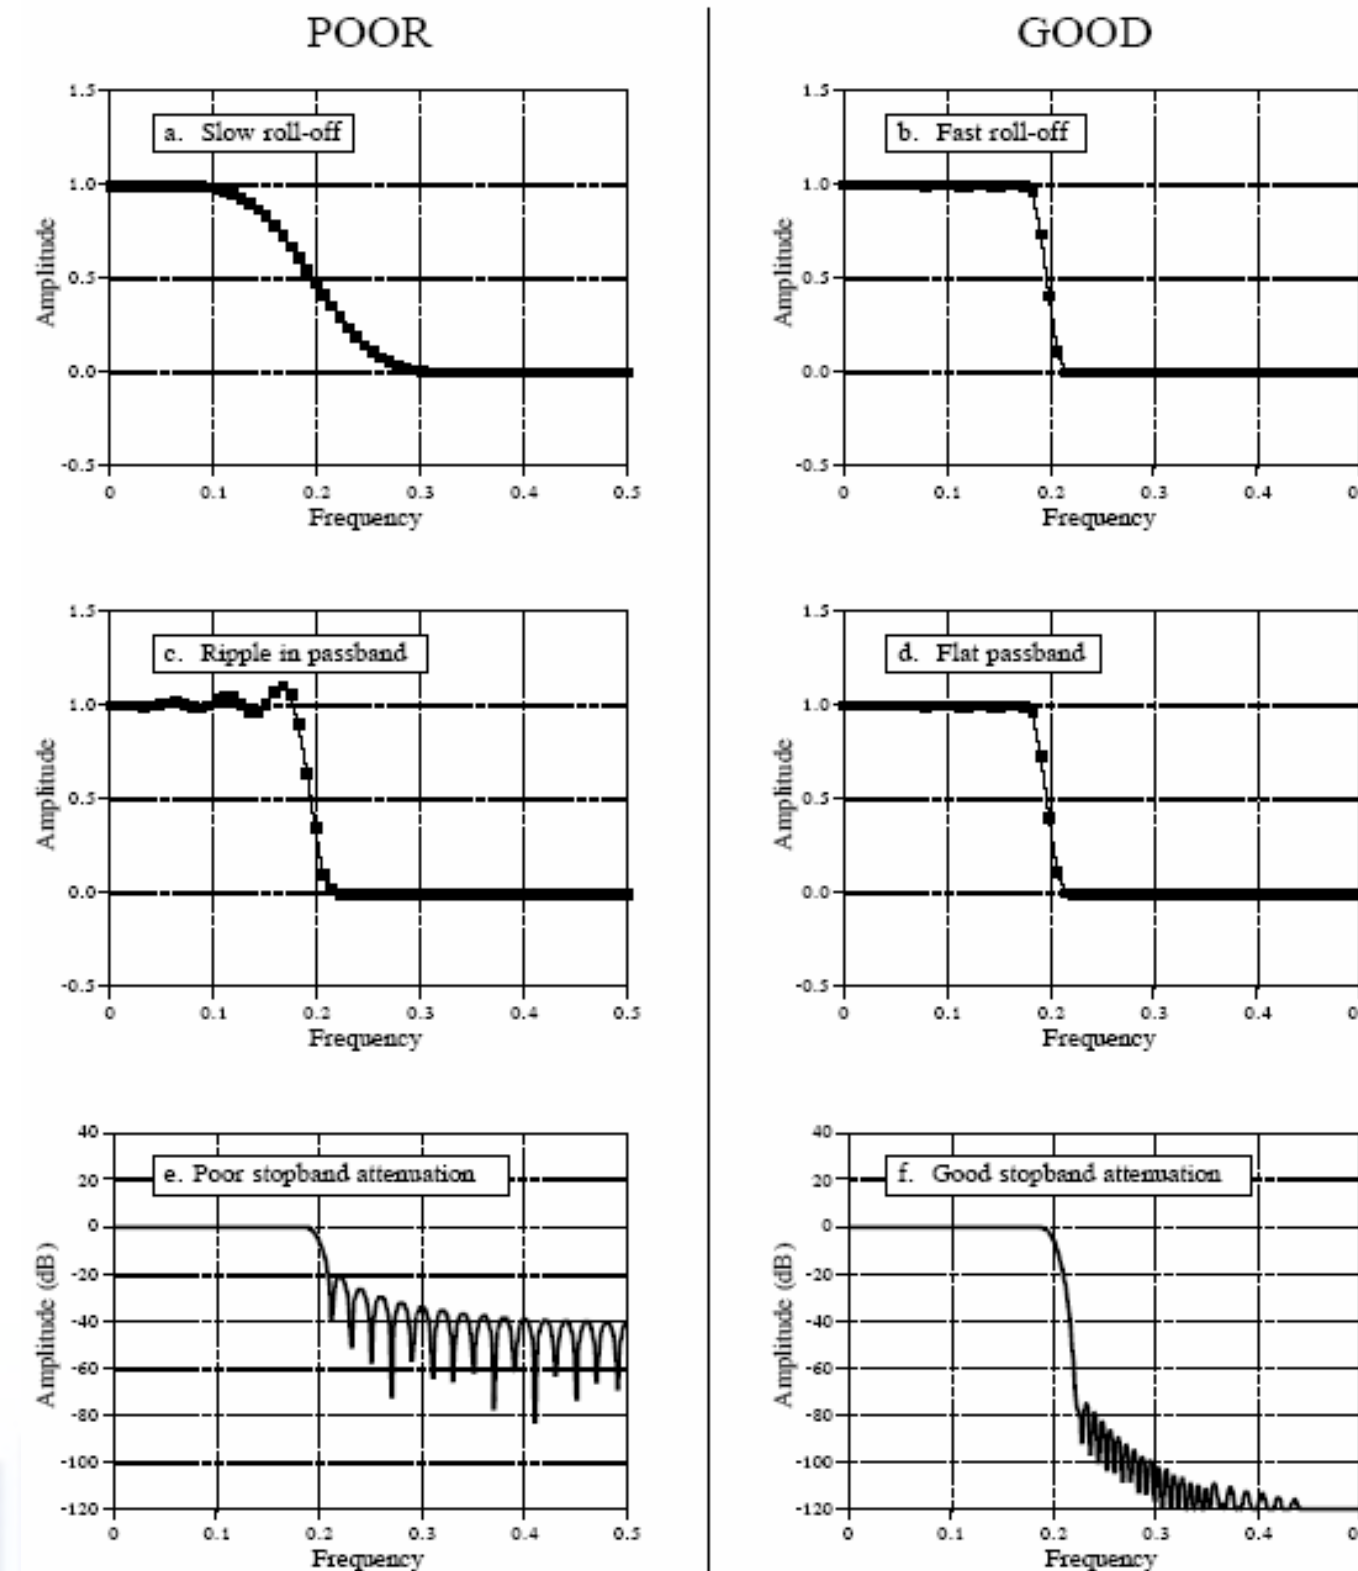 POOR
GOOD
1.5
a. Slow roll-off
1.0
0.5
0.0
-0.5
Amplitude
0 0.1 0.2 0.3 0.4 0.5
Frequency
1.5
b. Fast roll-off
1.0
0.5
0.0
-0.5
Amplitude
0 0.1 0.2 0.3 0.4
Frequency
1.5
c. Ripple in passband
1.0
0.5
0.0
-0.5
Amplitude
0 0.1 0.2 0.3 0.4 0.5
Frequency
1.5
d. Flat passband
1.0
0.5
0.0
-0.5
Amplitude
0 0.1 0.2 0.3 0.4
Frequency
40
e. Poor stopband attenuation
20
0
-20
-40
-60
-80
-100
-120
Amplitude (dB)
0 0.1 0.2 0.3 0.4 0.5
Frequency
40
f. Good stopband attenuation
20
0
-20
-40
-60
-80
-100
-120
Amplitude (dB)
0 0.1 0.2 0.3 0.4
Frequency